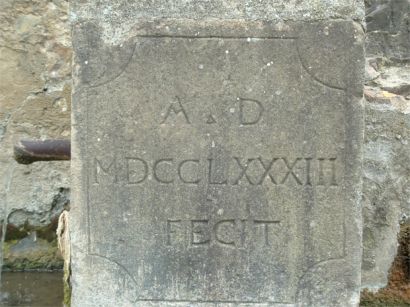 A . D
MDCCLXXXIII
FECIT